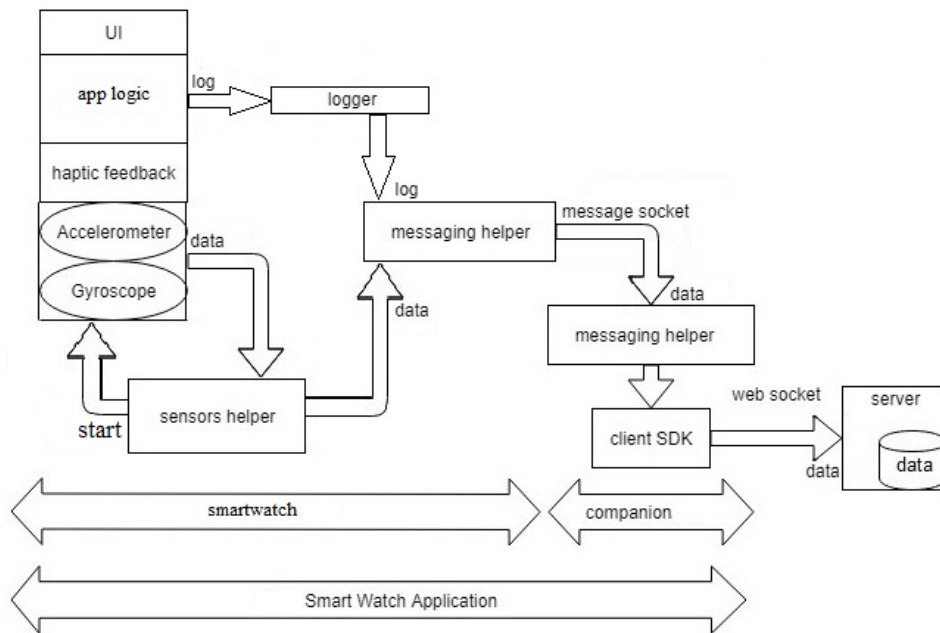 UI
app logic
log
logger
haptic feedback
log
Accelerometer
data
messaging helper
message socket
Gyroscope
data
data
messaging helper
start
sensors helper
client SDK
web socket
server
data
data
smartwatch
companion
Smart Watch Application